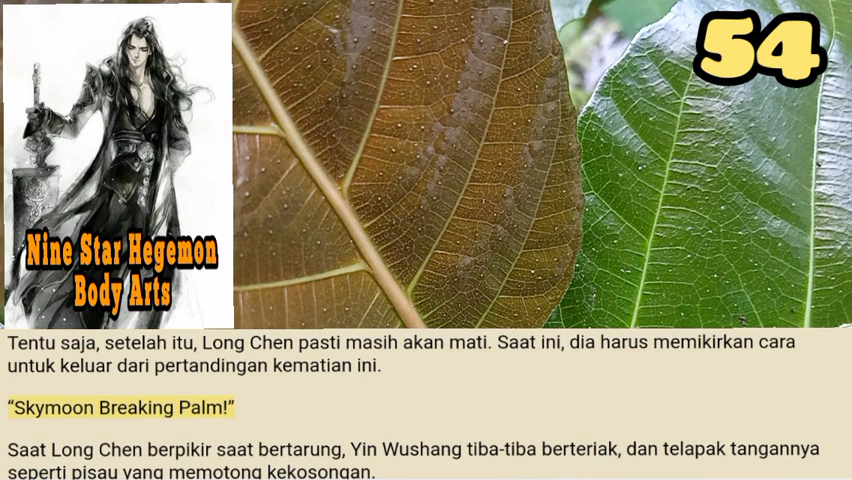 54
Nine Star Hegemon
Body Arts
Tentu saja, setelah itu, Long Chen pasti masih akan mati. Saat ini, dia harus memikirkan cara
untuk keluar dari pertandingan kematian ini.
“Skymoon Breaking Palm!”
Saat Long Chen berpikir saat bertarung, Yin Wushang tiba-tiba berteriak, dan telapak tangannya
seperti pisau yang memotong kekosongan.